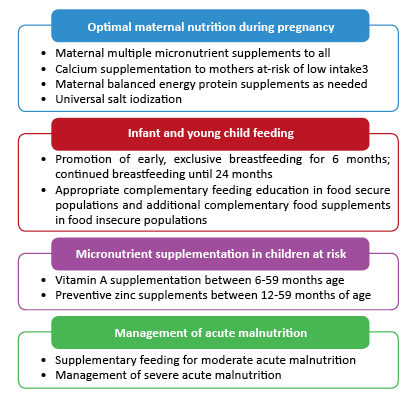 Optimal maternal nutrition during pregnancy
• Maternal multiple micronutrient supplements to all
• Calcium supplementation to mothers at-risk of low intake3
• Maternal balanced energy protein supplements as needed
• Universal salt iodization
Infant and young child feeding
• Promotion of early, exclusive breastfeeding for 6 months;
continued breastfeeding until 24 months
• Appropriate complementary feeding education in food secure
populations and additional complementary food supplements
in food insecure populations
Micronutrient supplementation in children at risk
• Vitamin A supplementation between 6-59 months age
• Preventive zinc supplements between 12-59 months of age
Management of acute malnutrition
• Supplementary feeding for moderate acute malnutrition
• Management of severe acute malnutrition